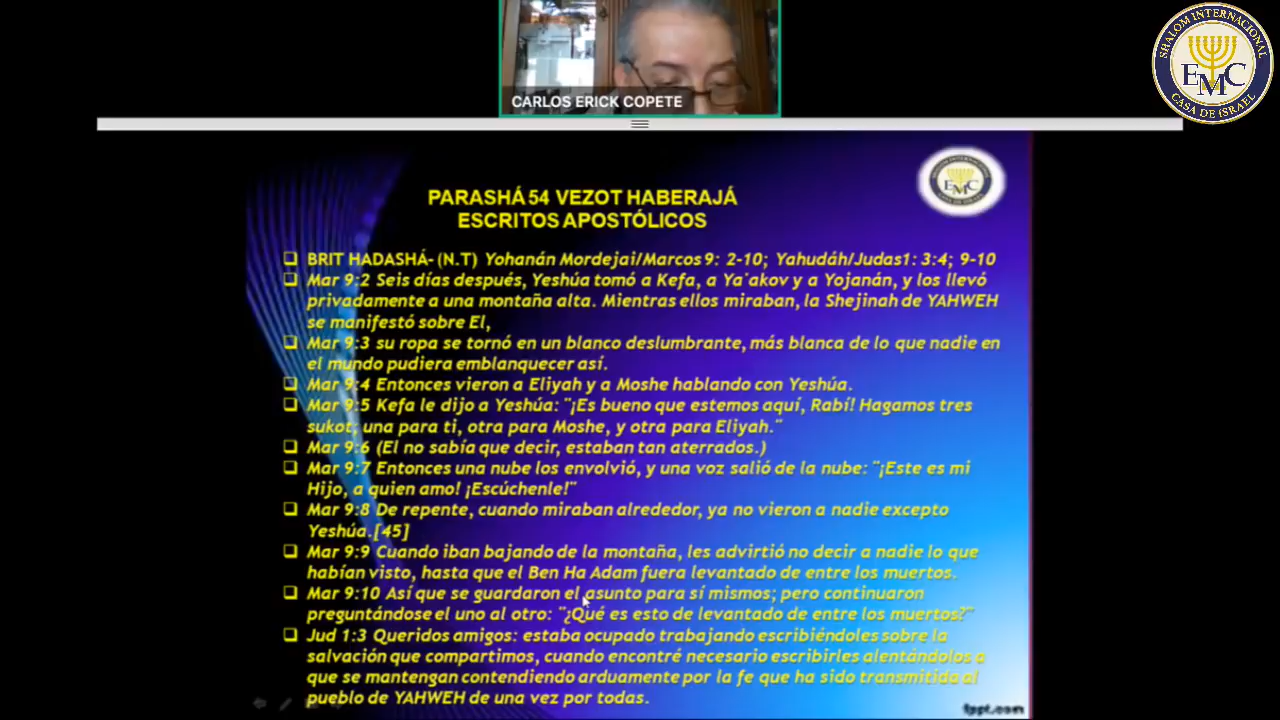 CARLOS ERICK COPETE
SHALOM INTERNACIONAL
EMC
CASA DE ISRAEL
EMC
PARASHÁ 54 VEZOT HABERAJÁ
ESCRITOS APOSTÓLICOS
BRIT HADASHÁ- (N.T) Yohanán Mordejai/Marcos 9: 2-10; Yahudáh/Judas1: 3:4; 9-10
Mar 9:2 Seis días después, Yeshúa tomó a Kefa, a Ya'akov y a Yojanán, y los llevó
privadamente a una montaña alta. Mientras ellos miraban, la Shejinah de YAHWEH
se manifestó sobre El,
Mar 9:3 su ropa se tornó en un blanco deslumbrante, más blanca de lo que nadie en
el mundo pudiera emblanquecer así.
Mar 9:4 Entonces vieron a Eliyah y a Moshe hablando con Yeshúa.
Mar 9:5 Kefa le dijo a Yeshúa: "¡Es bueno que estemos aquí, Rabí! Hagamos tres
sukot; una para ti, otra para Moshe, y otra para Eliyah."
Mar 9:6 (El no sabía que decir, estaban tan aterrados.)
Mar 9:7 Entonces una nube los envolvió, y una voz salió de la nube: "¡Este es mi
Hijo, a quien amo! ¡Escúchenle!"
Mar 9:8 De repente, cuando miraban alrededor, ya no vieron a nadie excepto
Yeshúa.[45]
Mar 9:9 Cuando iban bajando de la montaña, les advirtió no decir a nadie lo que
habían visto, hasta que el Ben Ha Adam fuera levantado de entre los muertos.
Mar 9:10 Así que se guardaron el asunto para sí mismos; pero continuaron
preguntándose el uno al otro: "¿Qué es esto de levantado de entre los muertos?"
Jud 1:3 Queridos amigos: estaba ocupado trabajando escribiéndoles sobre la
salvación que compartimos, cuando encontré necesario escribirles alentándolos a
que se mantengan contendiendo arduamente por la fe que ha sido transmitida al
pueblo de YAHWEH de una vez por todas.
fppt.com